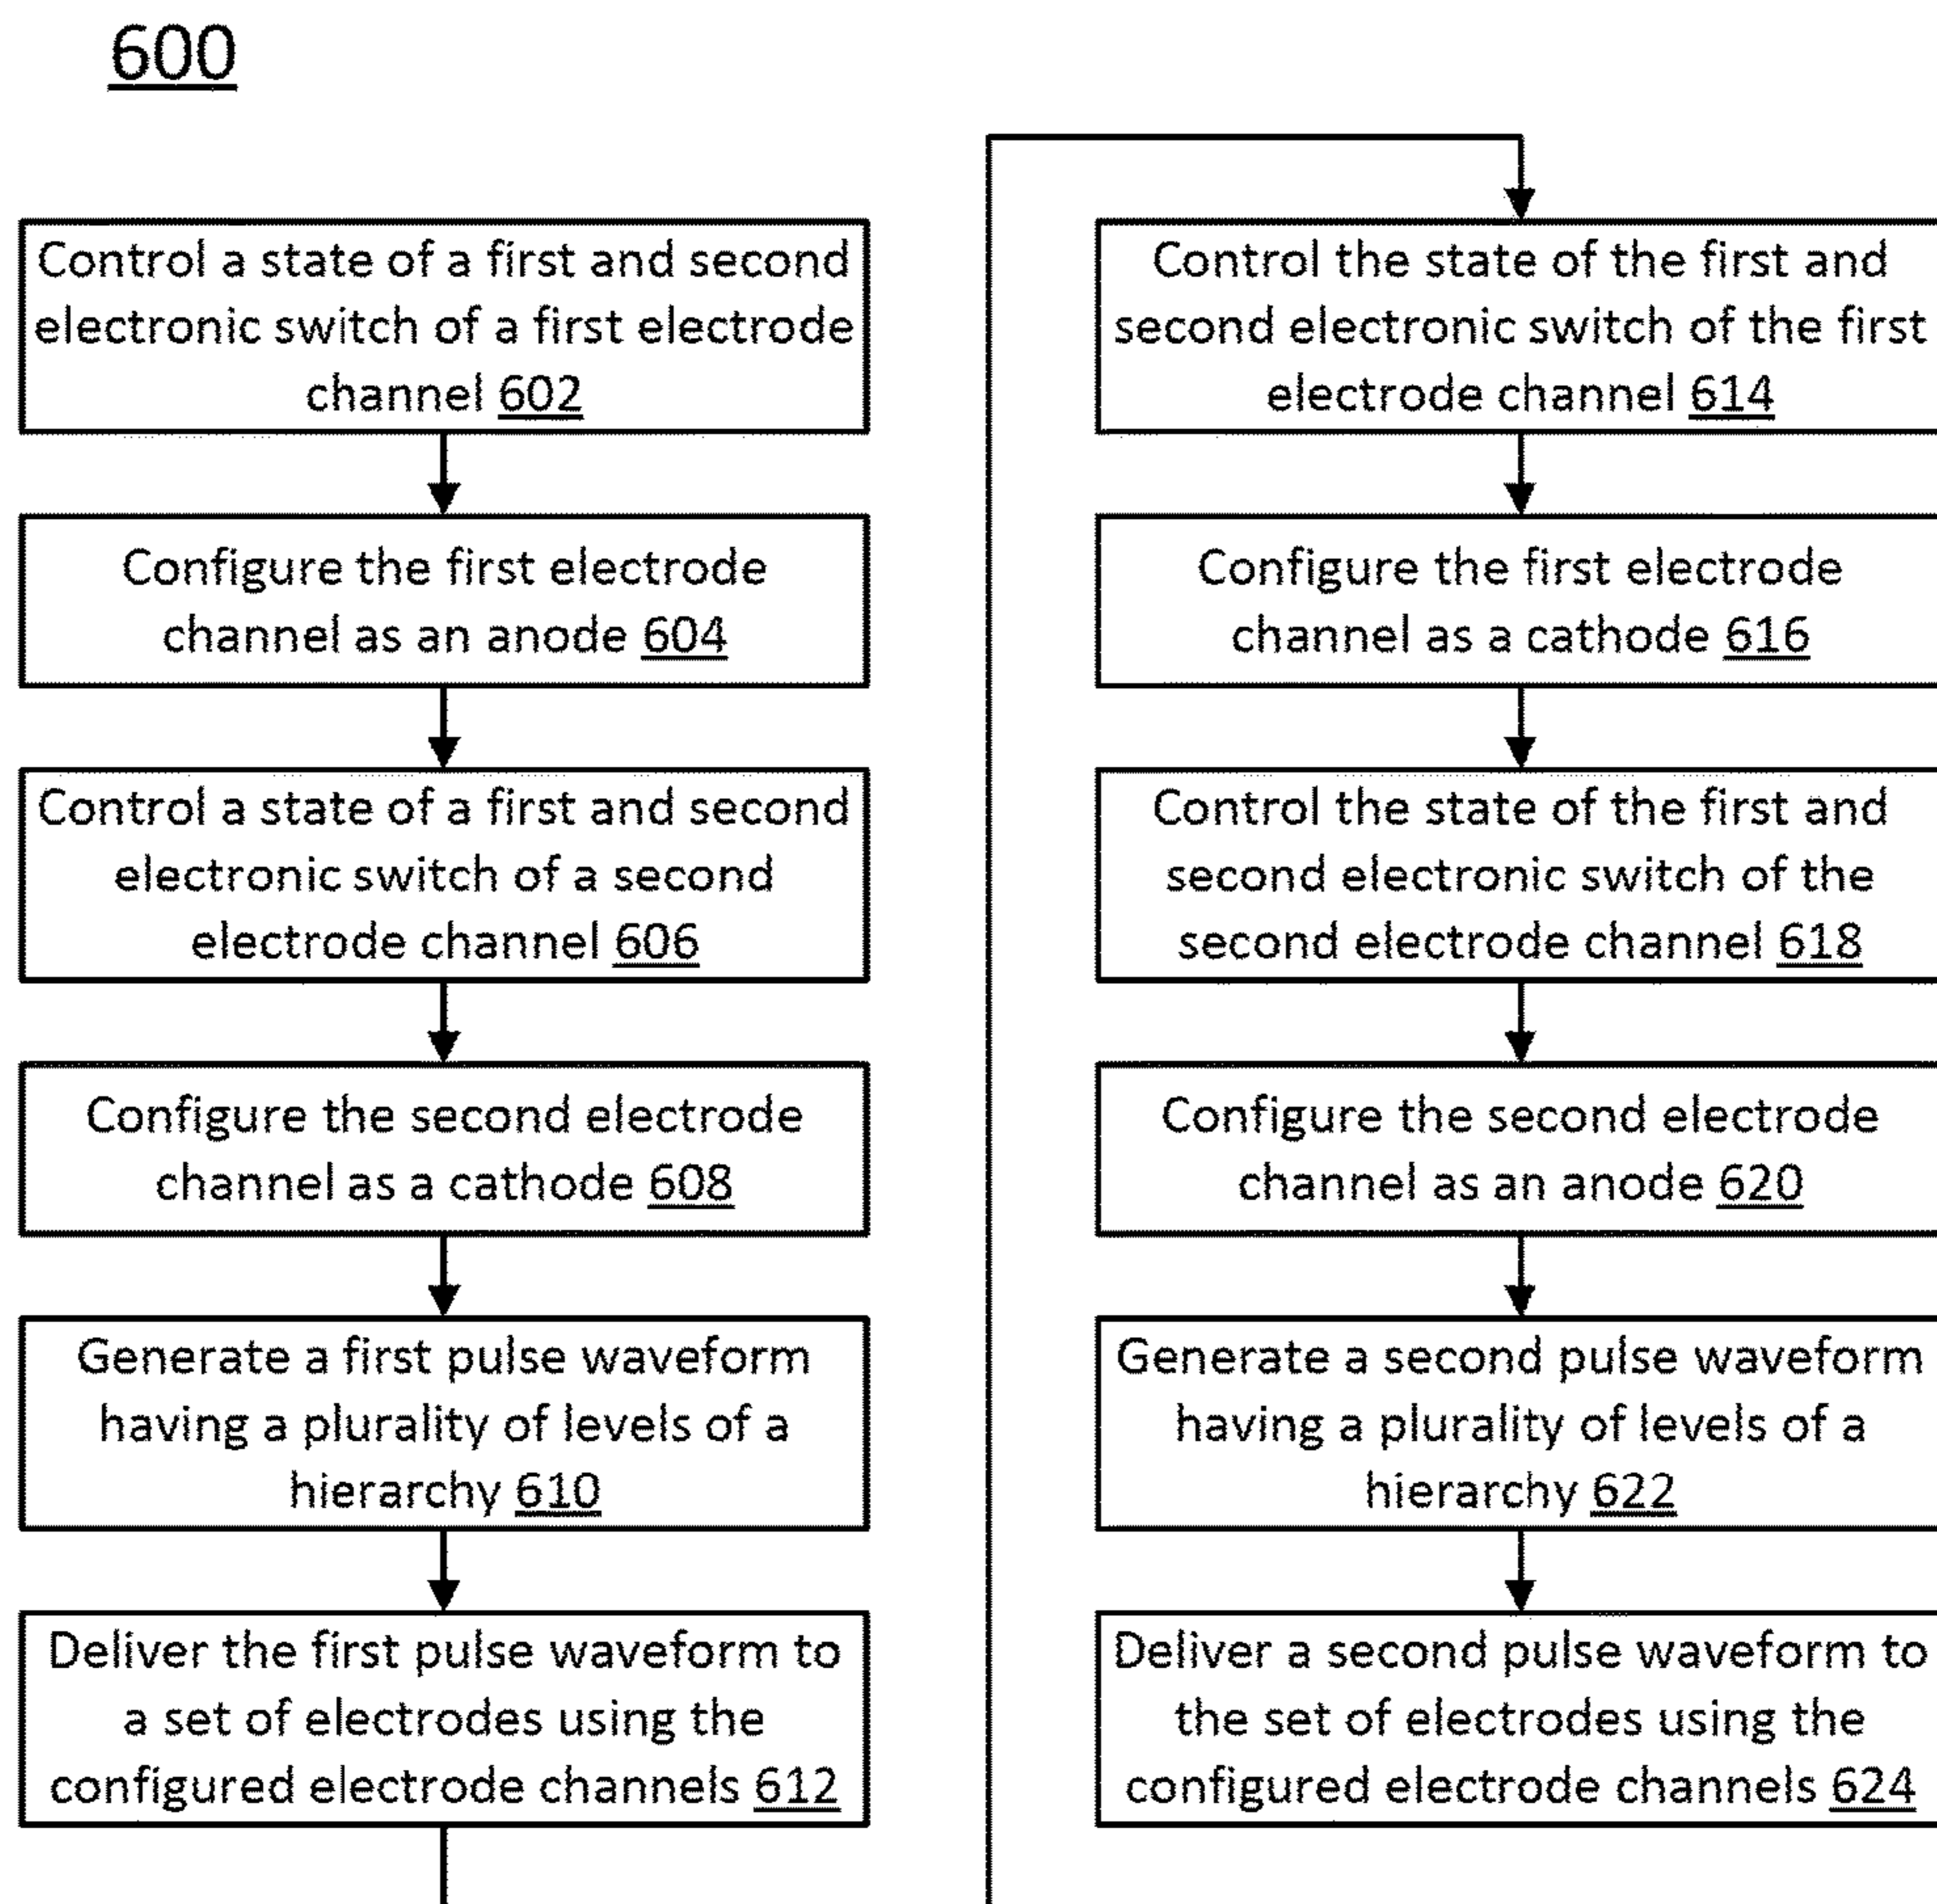 600
Control a state of a first and second
electronic switch of a first electrode
channel 602
Configure the first electrode
channel as an anode 604
Control a state of a first and second
electronic switch of a second
electrode channel 606
Configure the second electrode
channel as a cathode 608
Generate a first pulse waveform
having a plurality of levels of a
hierarchy 610
Deliver the first pulse waveform to
a set of electrodes using the
configured electrode channels 612
Control the state of the first and
second electronic switch of the first
electrode channel 614
Configure the first electrode
channel as a cathode 616
Control the state of the first and
second electronic switch of the
second electrode channel 618
Configure the second electrode
channel as an anode 620
Generate a second pulse waveform
having a plurality of levels of a
hierarchy 622
Deliver a second pulse waveform to
the set of electrodes using the
configured electrode channels 624